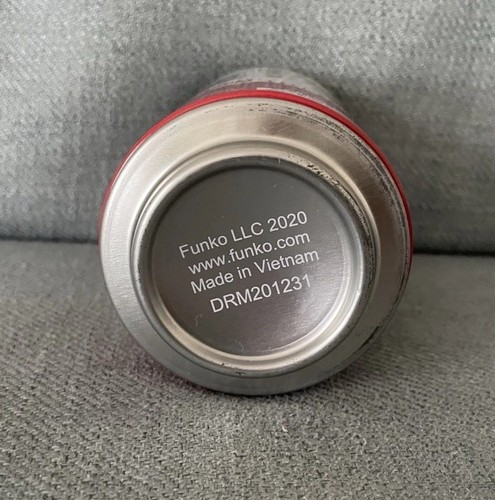 Funko LLC 2020
www.funko.com
Made in Vietnam
DRM201231